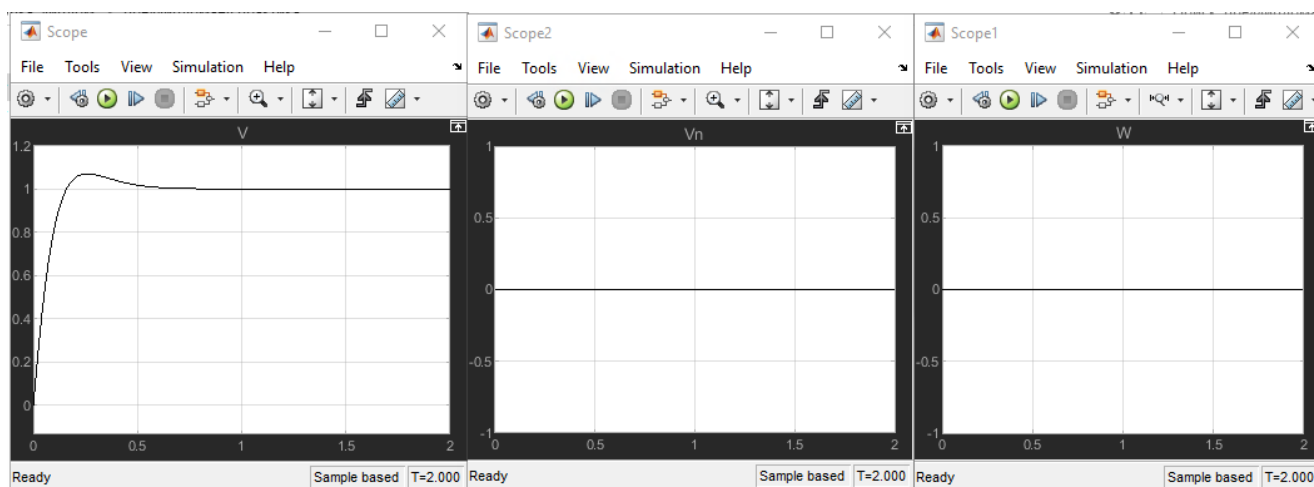 Scope
File Tools View Simulation Help
V
1.2
1
0.8
0.6
0.4
0.2
0
0 0.5 1 1.5 2
Ready Sample based T=2.000
Scope2
File Tools View Simulation Help
Vn
1
0.5
0
-0.5
-1
0 0.5 1 1.5 2
Ready Sample based T=2.000
Scope1
File Tools View Simulation Help
W
1
0.5
0
-0.5
-1
0 0.5 1 1.5 2
Ready Sample based T=2.000